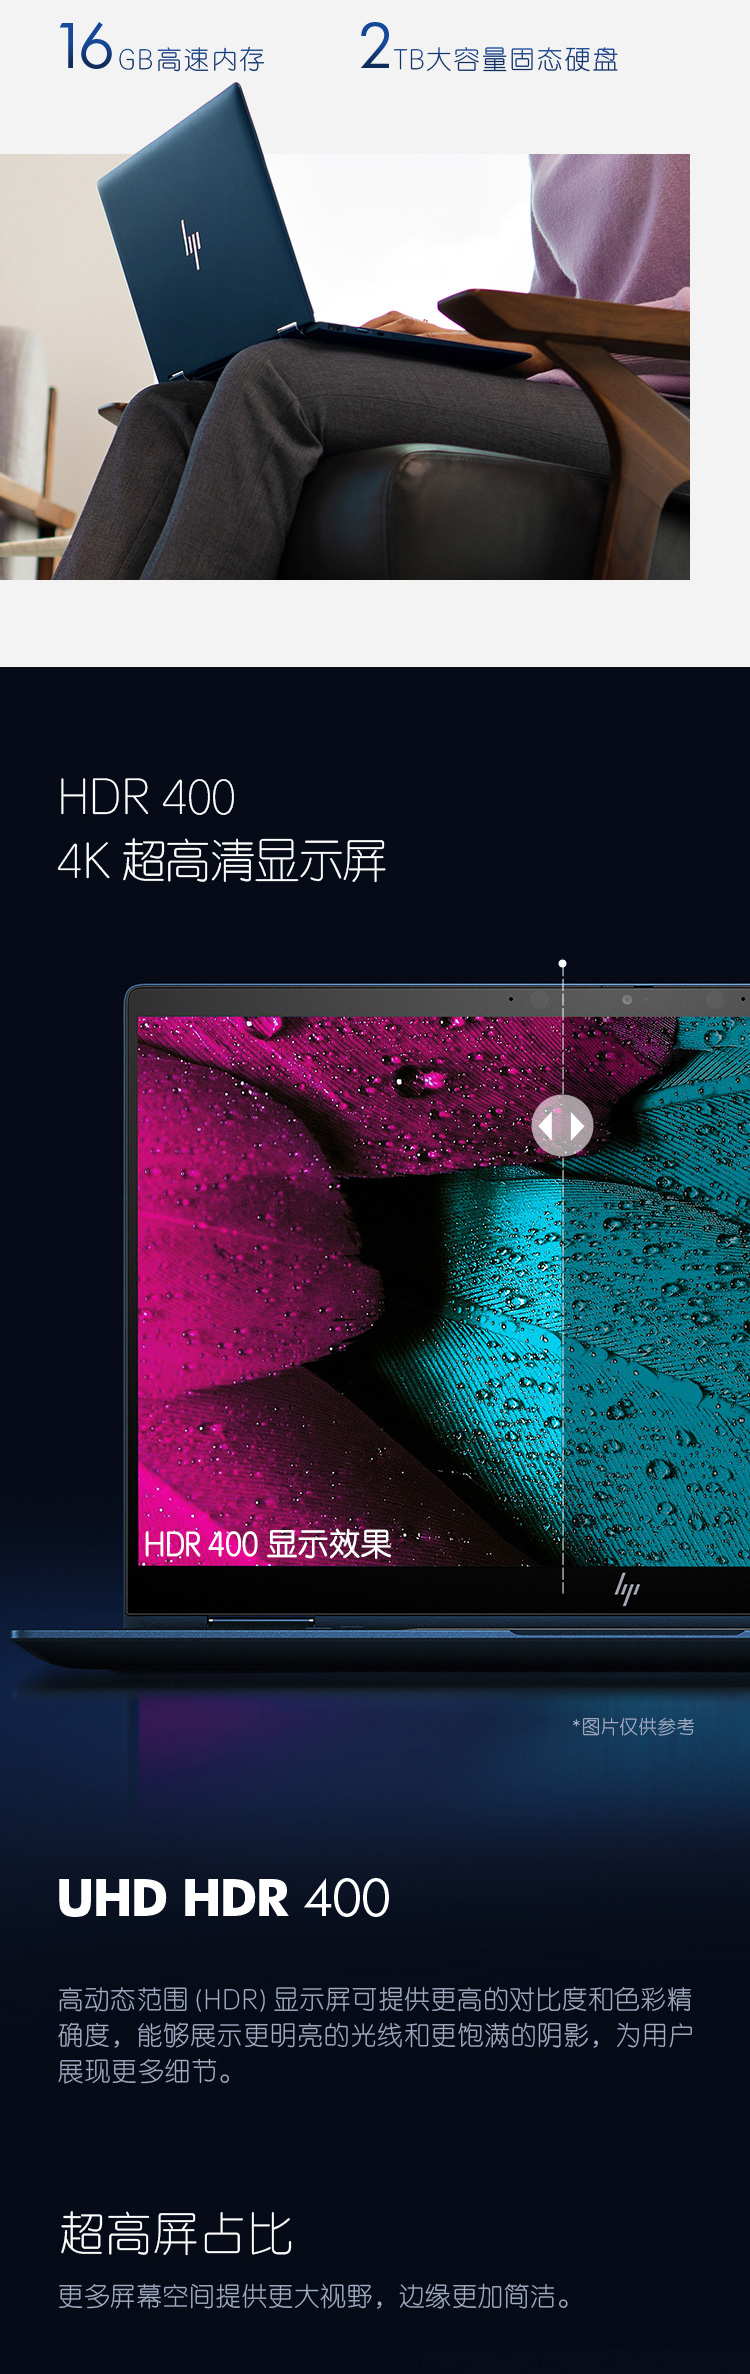 16GB高速内存
2TB大容量固态硬盘
HDR 400
4K 超高清显示屏
HDR 400 显示效果
*图片仅供参考
UHD HDR 400
高动态范围 (HDR) 显示屏可提供更高的对比度和色彩精
确度，能够展示更明亮的光线和更饱满的阴影，为用户
展现更多细节。
超高屏占比
更多屏幕空间提供更大视野，边缘更加简洁。